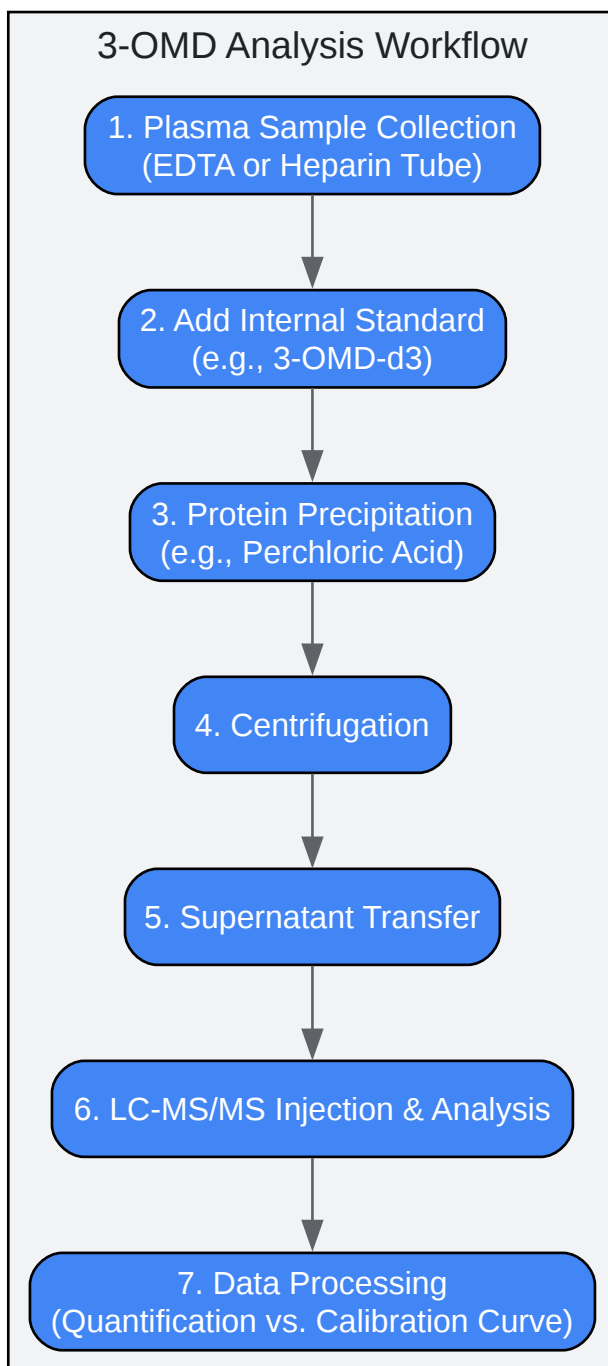 3-OMD Analysis Workflow
1. Plasma Sample Collection
(EDTA or Heparin Tube)
2. Add Internal Standard
(e.g., 3-OMD-d3)
3. Protein Precipitation
(e.g., Perchloric Acid)
4. Centrifugation
5. Supernatant Transfer
6. LC-MS/MS Injection & Analysis
7. Data Processing
(Quantification vs. Calibration Curve)